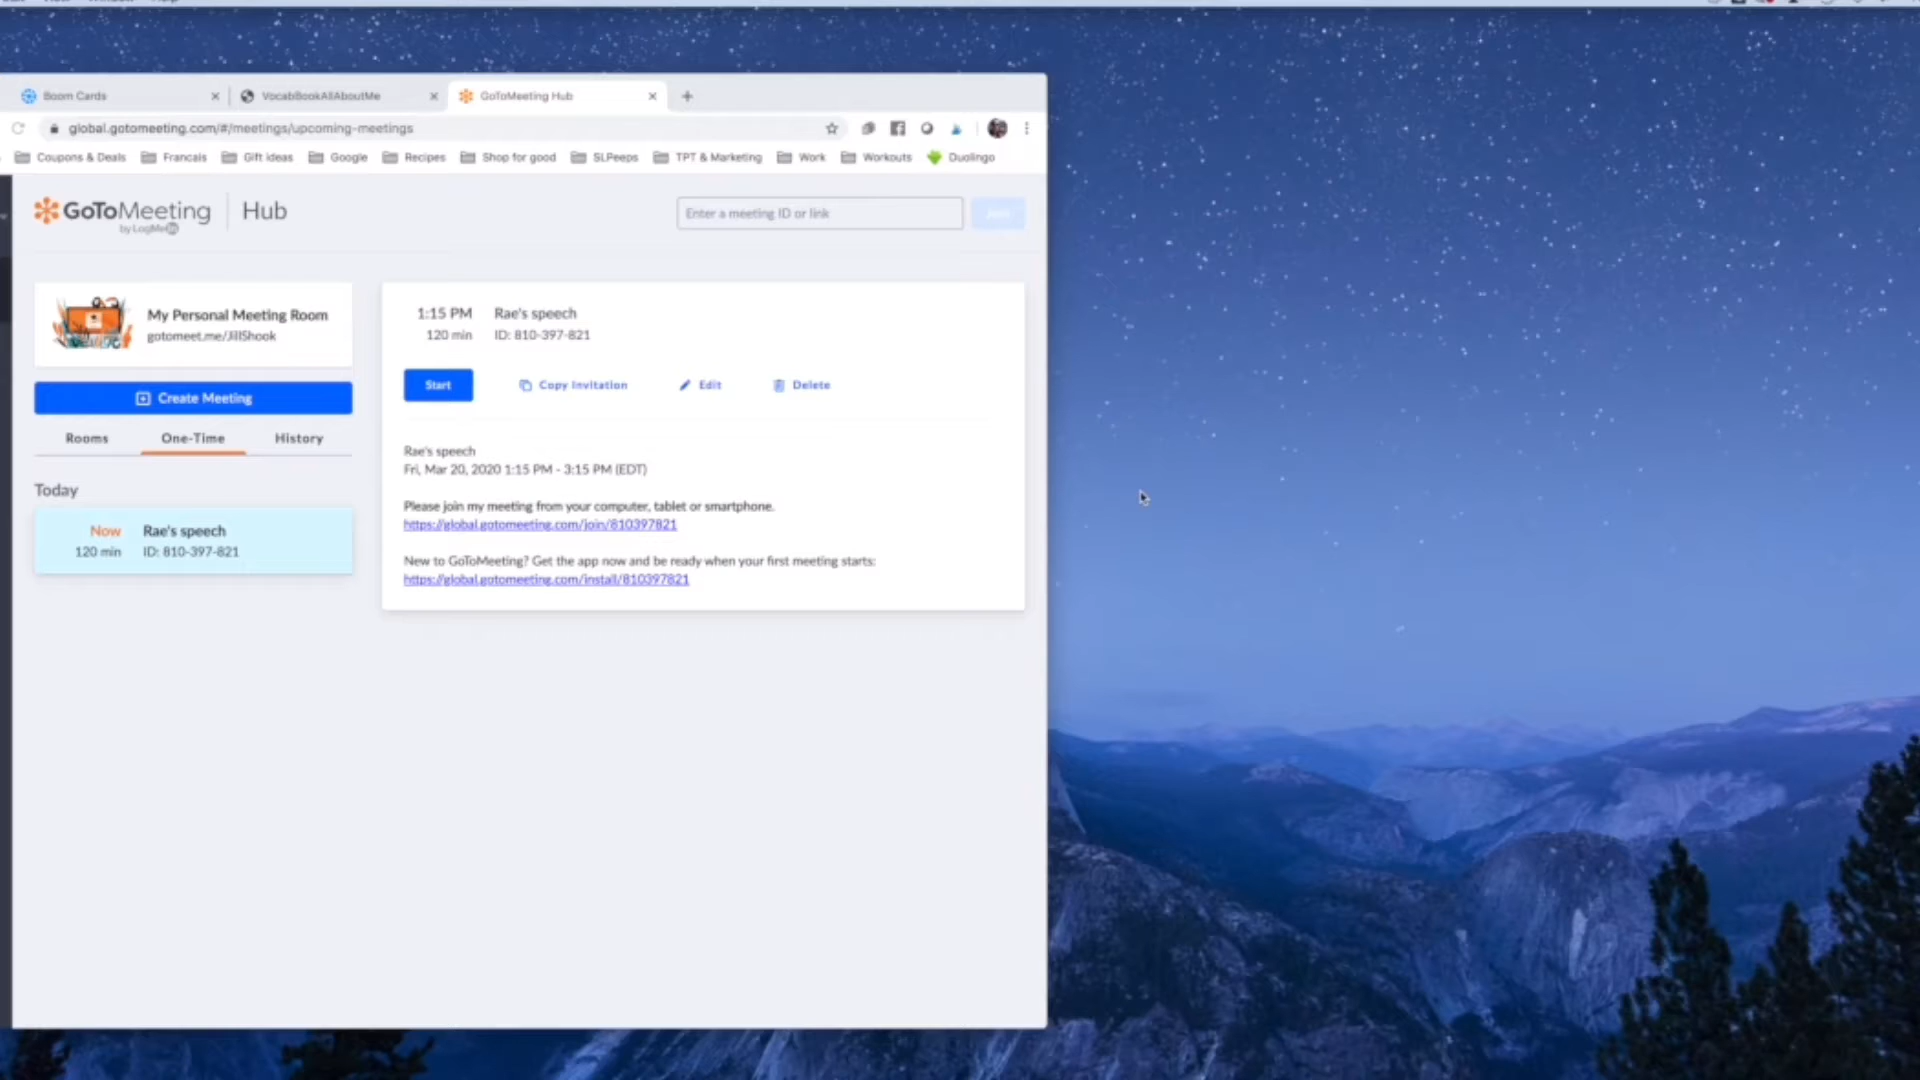 Window
Help
Boom Cards
VocabBookAllAboutMe
GoToMeeting Hub
global.gotomeeting.com/#/meetings/upcoming-meetings
Coupons & Deals
Francais
Gift Ideas
Google
Recipes
Shop for good
SLPeeps
TPT & Marketing
Work
Workouts
Duolingo
GoToMeeting
by LogMeIn
Hub
Enter a meeting ID or link
Join
My Personal Meeting Room
gotomeet.me/JillShook
Create Meeting
Rooms One-Time History
Today
Now Rae's speech
120 min ID: 810-397-821
1:15 PM Rae's speech
120 min ID: 810-397-821
Start Copy Invitation Edit Delete
Rae's speech
Fri, Mar 20, 2020 1:15 PM - 3:15 PM (EDT)
Please join my meeting from your computer, tablet or smartphone.
https://global.gotomeeting.com/join/810397821
New to GoToMeeting? Get the app now and be ready when your first meeting starts:
https://global.gotomeeting.com/install/810397821